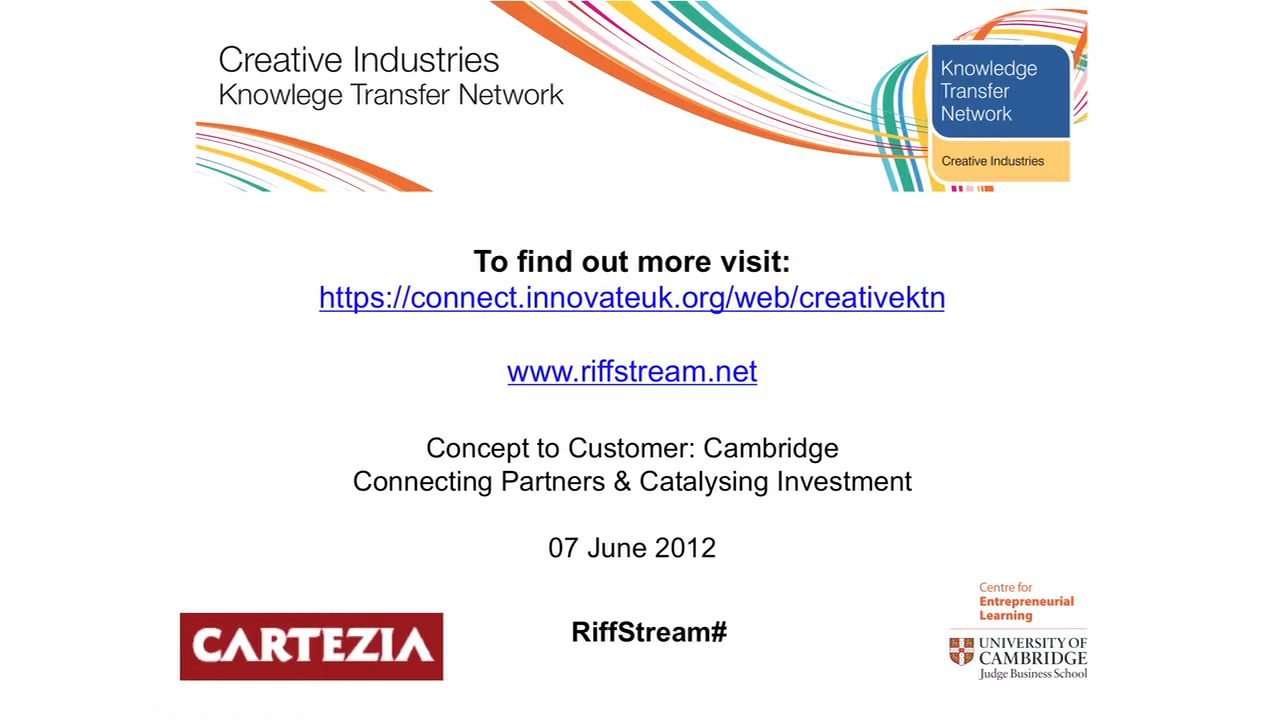 Creative Industries
Knowlege Transfer Network
Knowledge
Transfer
Network
Creative Industries
To find out more visit:
https://connect.innovateuk.org/web/creativektn
www.riffstream.net
Concept to Customer: Cambridge
Connecting Partners & Catalysing Investment
07 June 2012
CARTEZIA
RiffStream#
Centre for
Entrepreneurial
Learning
UNIVERSITY OF
CAMBRIDGE
Judge Business School